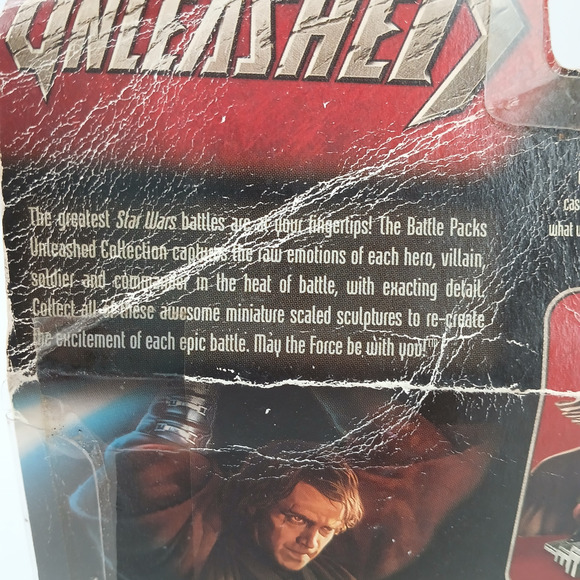 UNLEASHED
The greatest Star Wars battles are at your fingertips! The Battle Packs
Unleashed Collection captures the raw emotions of each hero, villain,
soldier and commander in the heat of battle, with exacting detail.
Collect all of these awesome miniature scaled sculptures to re-create
the excitement of each epic battle. May the Force be with you!
cas
what u